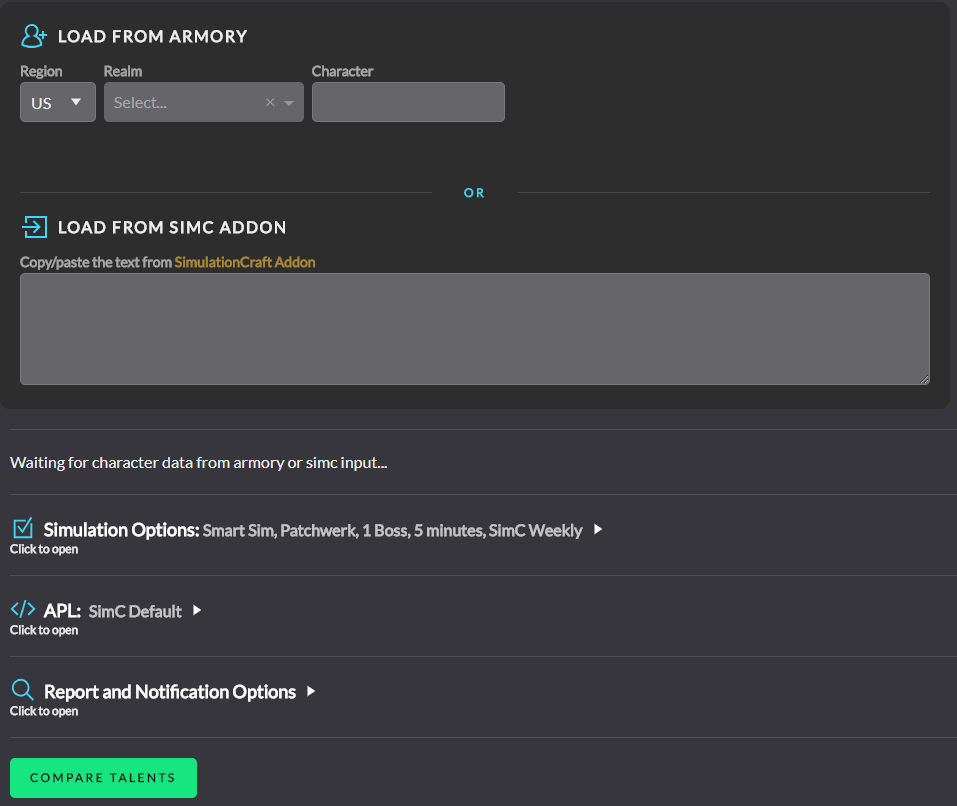 LOAD FROM ARMORY
Region Realm Character
US Select...
OR
LOAD FROM SIMC ADDON
Copy/paste the text from SimulationCraft Addon
Waiting for character data from armory or simc input...
Simulation Options: Smart Sim, Patchwerk, 1 Boss, 5 minutes, SimC Weekly
Click to open
APL: SimC Default
Click to open
Report and Notification Options
Click to open
COMPARE TALENTS